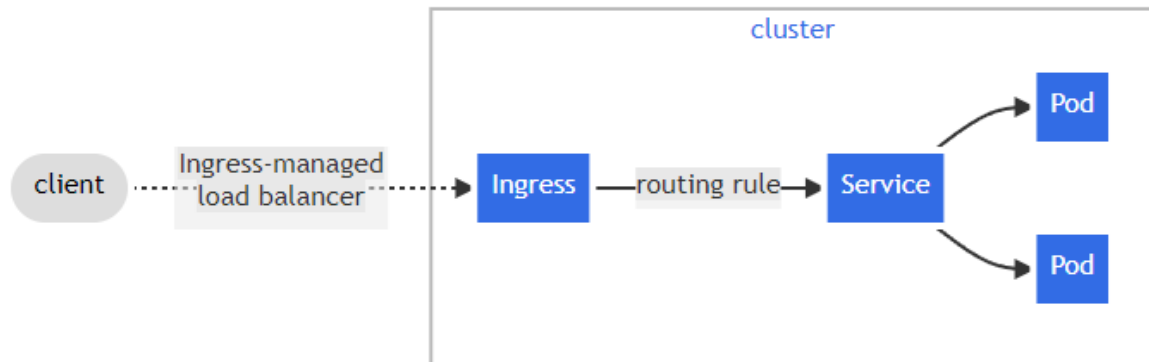 cluster
Pod
client
Ingress-managed
load balancer
Ingress
routing rule
Service
Pod